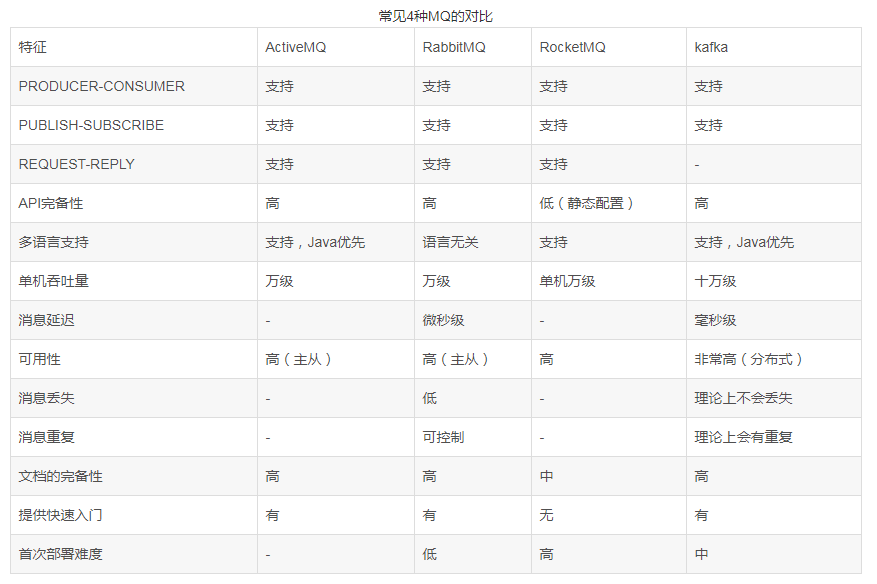 常见4种MQ的对比
特征 ActiveMQ RabbitMQ RocketMQ kafka
PRODUCER-CONSUMER 支持 支持 支持 支持
PUBLISH-SUBSCRIBE 支持 支持 支持 支持
REQUEST-REPLY 支持 支持 支持 -
API完备性 高 高 低（静态配置） 高
多语言支持 支持，Java优先 语言无关 支持 支持，Java优先
单机吞吐量 万级 万级 单机万级 十万级
消息延迟 - 微秒级 - 毫秒级
可用性 高（主从） 高（主从） 高 非常高（分布式）
消息丢失 - 低 - 理论上不会丢失
消息重复 - 可控制 - 理论上会有重复
文档的完备性 高 高 中 高
提供快速入门 有 有 无 有
首次部署难度 - 低 高 中